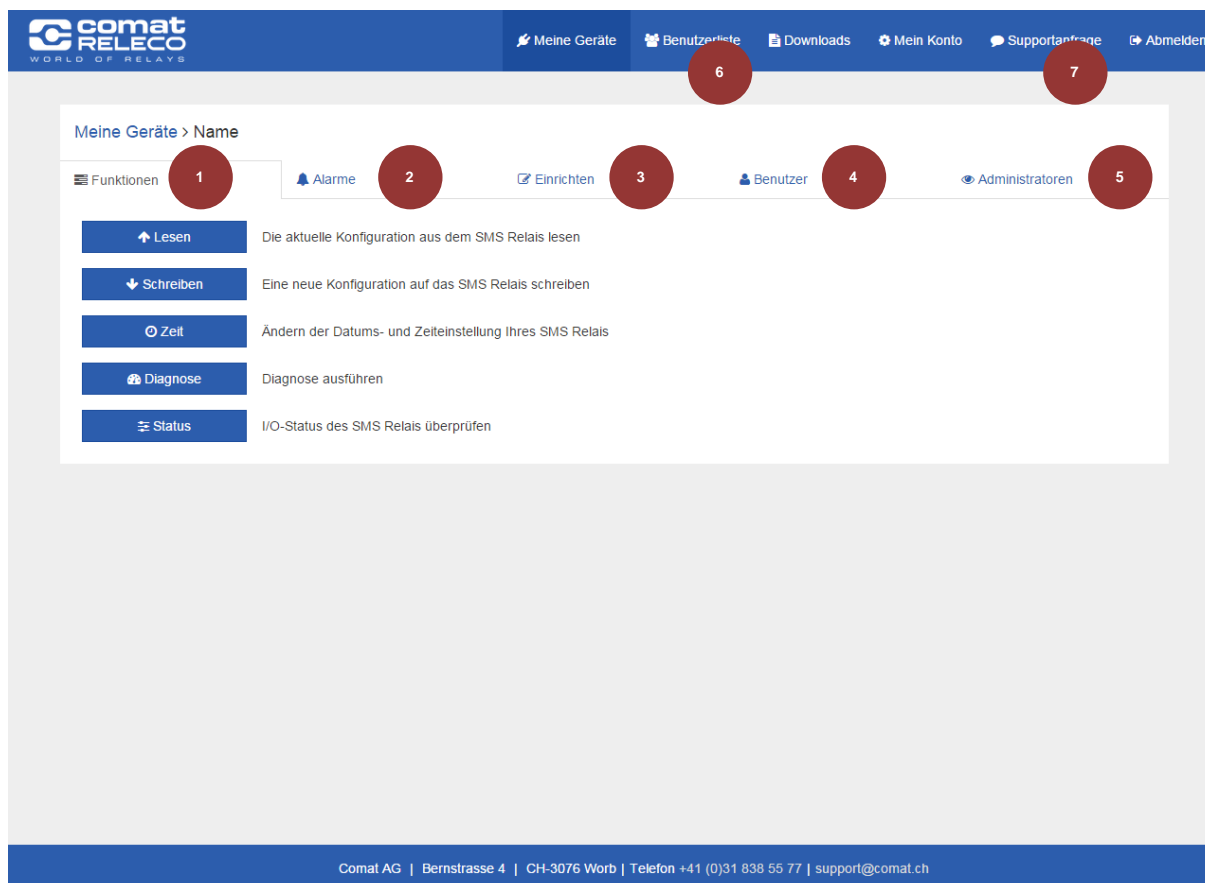 comat
RELECO
WORLD OF RELAYS
Meine Geräte Benutzerliste Downloads Mein Konto Supportanfrage Abmelden
6 7
Meine Geräte > Name
Funktionen 1 Alarme 2 Einrichten 3 Benutzer 4 Administratoren 5
Lesen Die aktuelle Konfiguration aus dem SMS Relais lesen
Schreiben Eine neue Konfiguration auf das SMS Relais schreiben
Zeit Ändern der Datums- und Zeiteinstellung Ihres SMS Relais
Diagnose Diagnose ausführen
Status I/O-Status des SMS Relais überprüfen
Comat AG | Bernstrasse 4 | CH-3076 Worb | Telefon +41 (0)31 838 55 77 | support@comat.ch